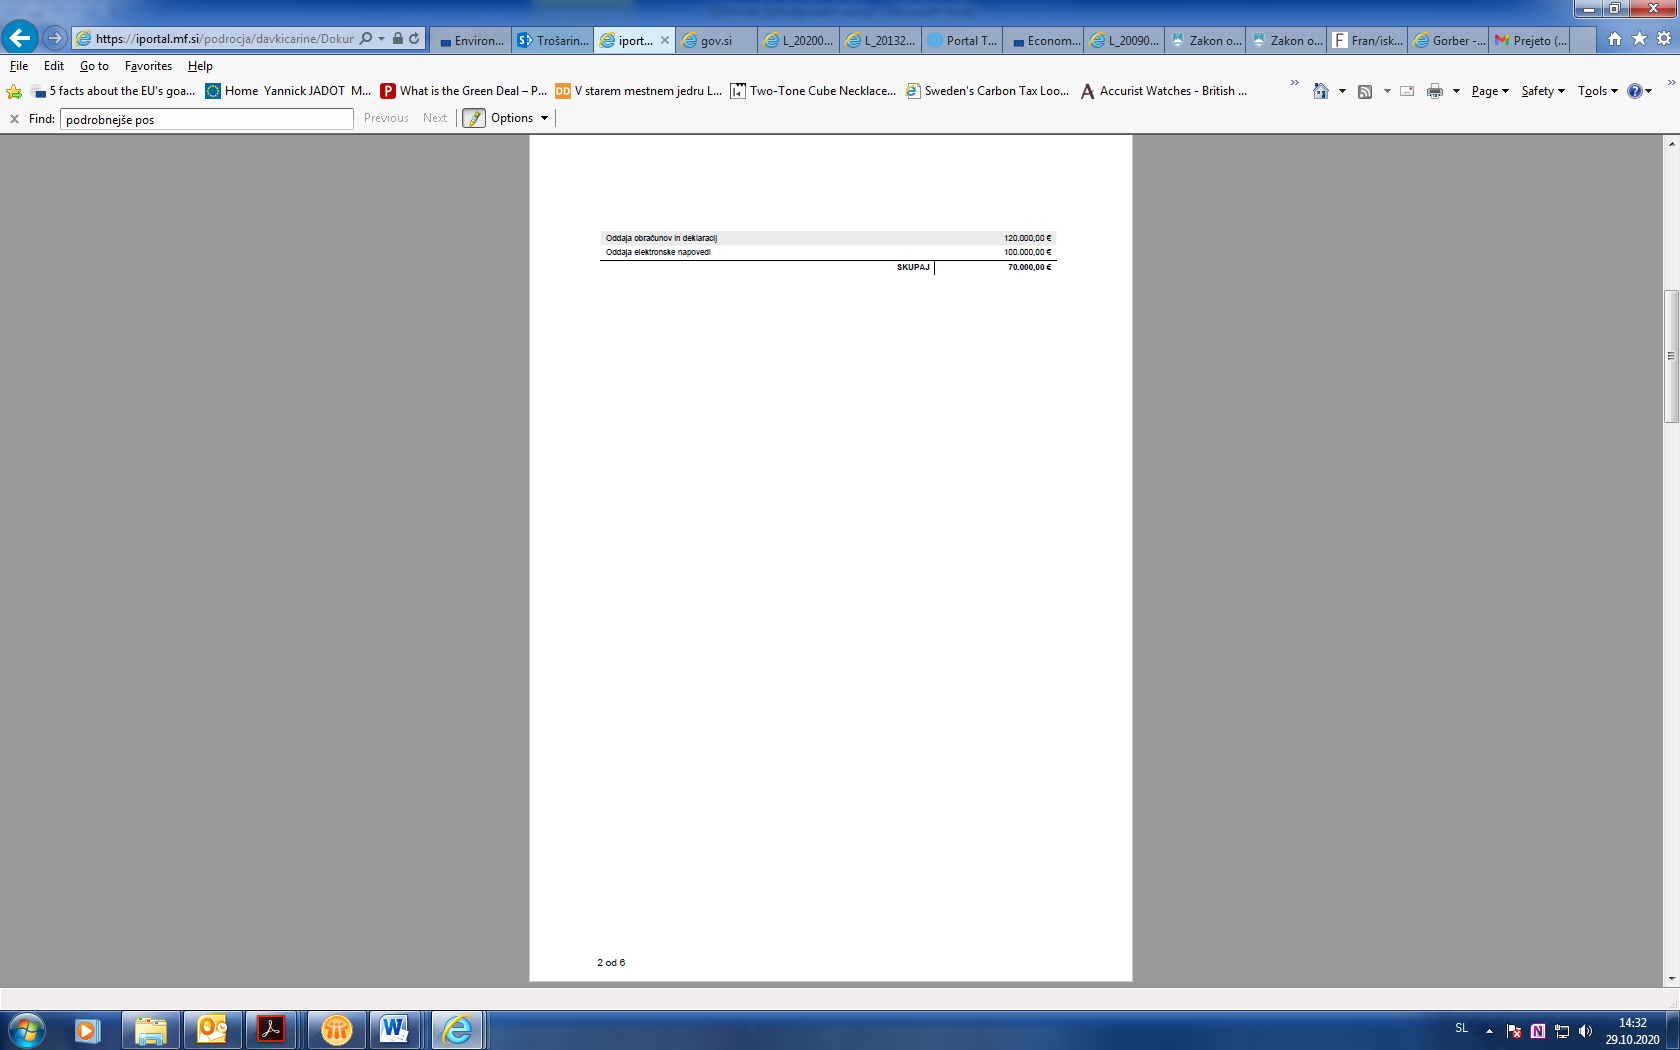 https://iportal.mf.si/podrocja/davkicarine/Dokur
Environ...
Trošarin...
iport...
gov.si
L_20200...
L_20132...
Portal T...
Econom...
L_20090...
Zakon o...
Zakon o...
Fran/isk...
Gorber -...
Prejeto (...
File Edit Go to Favorites Help
5 facts about the EU's goa... Home Yannick JADOT M... What is the Green Deal – P... V starem mestnem jedru L... Two-Tone Cube Necklace... Sweden's Carbon Tax Loo... Accurist Watches - British ... Page Safety Tools
Find: podrobnejše pos Previous Next Options
Oddaja obračunov in deklaracij 120.000,00 €
Oddaja elektronske napovedi 100.000,00 €
SKUPAJ 70.000,00 €
2 od 6
SL
14:32
29.10.2020